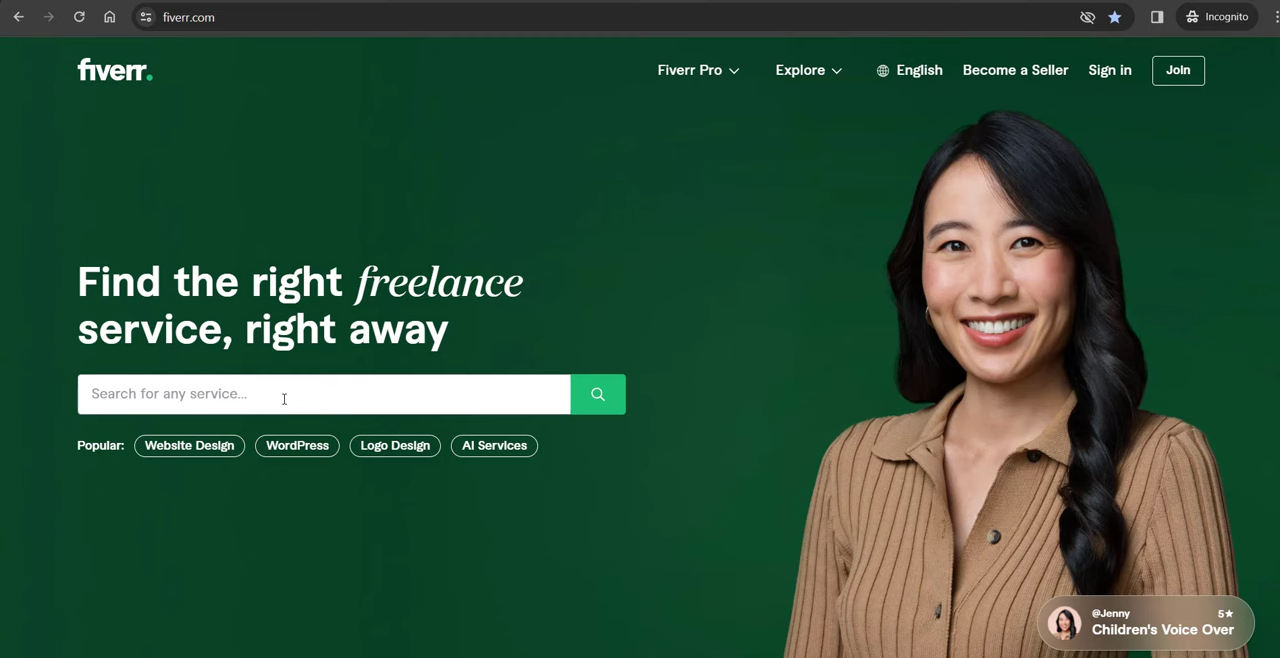 fiverr.com
Incognito
fiverr.
Fiverr Pro
Explore
English
Become a Seller
Sign in
Join
Find the right freelance
service, right away
Search for any service...
Popular:
Website Design
WordPress
Logo Design
AI Services
@Jenny
5★
Children's Voice Over